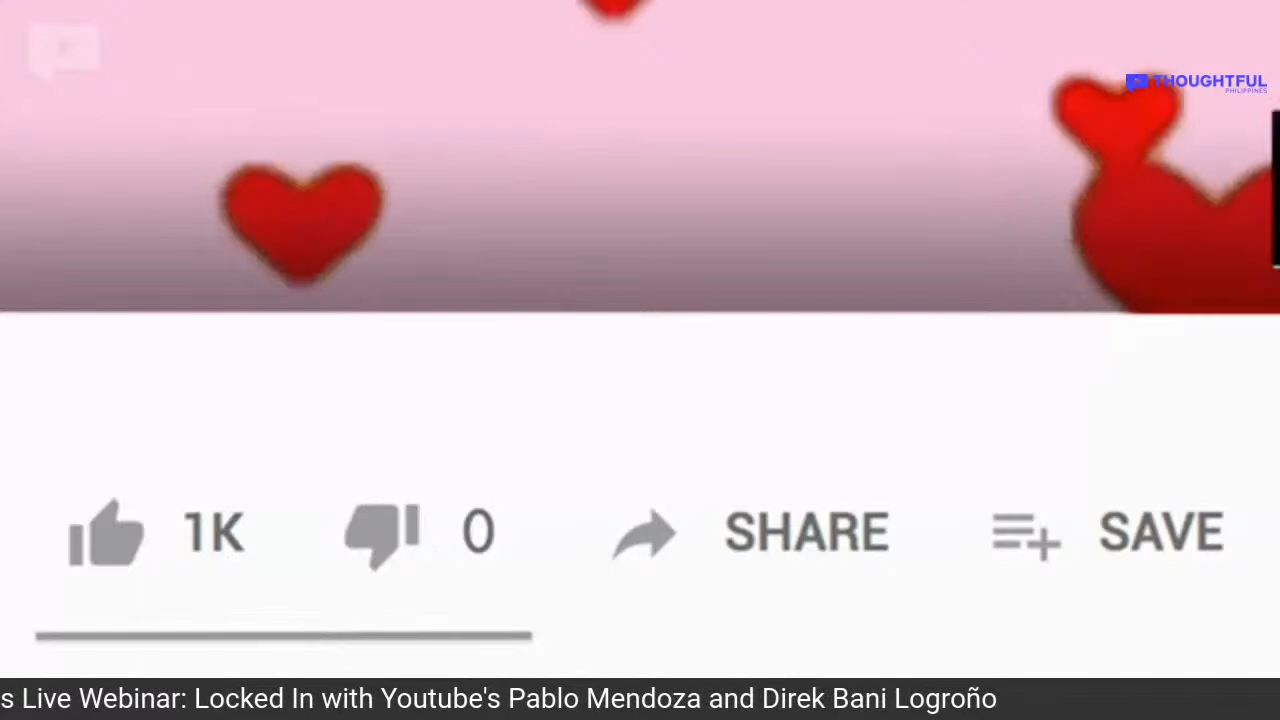 THOUGHTFUL
PHILIPPINES
1K 0 SHARE SAVE
s Live Webinar: Locked In with Youtube's Pablo Mendoza and Direk Bani Logroño